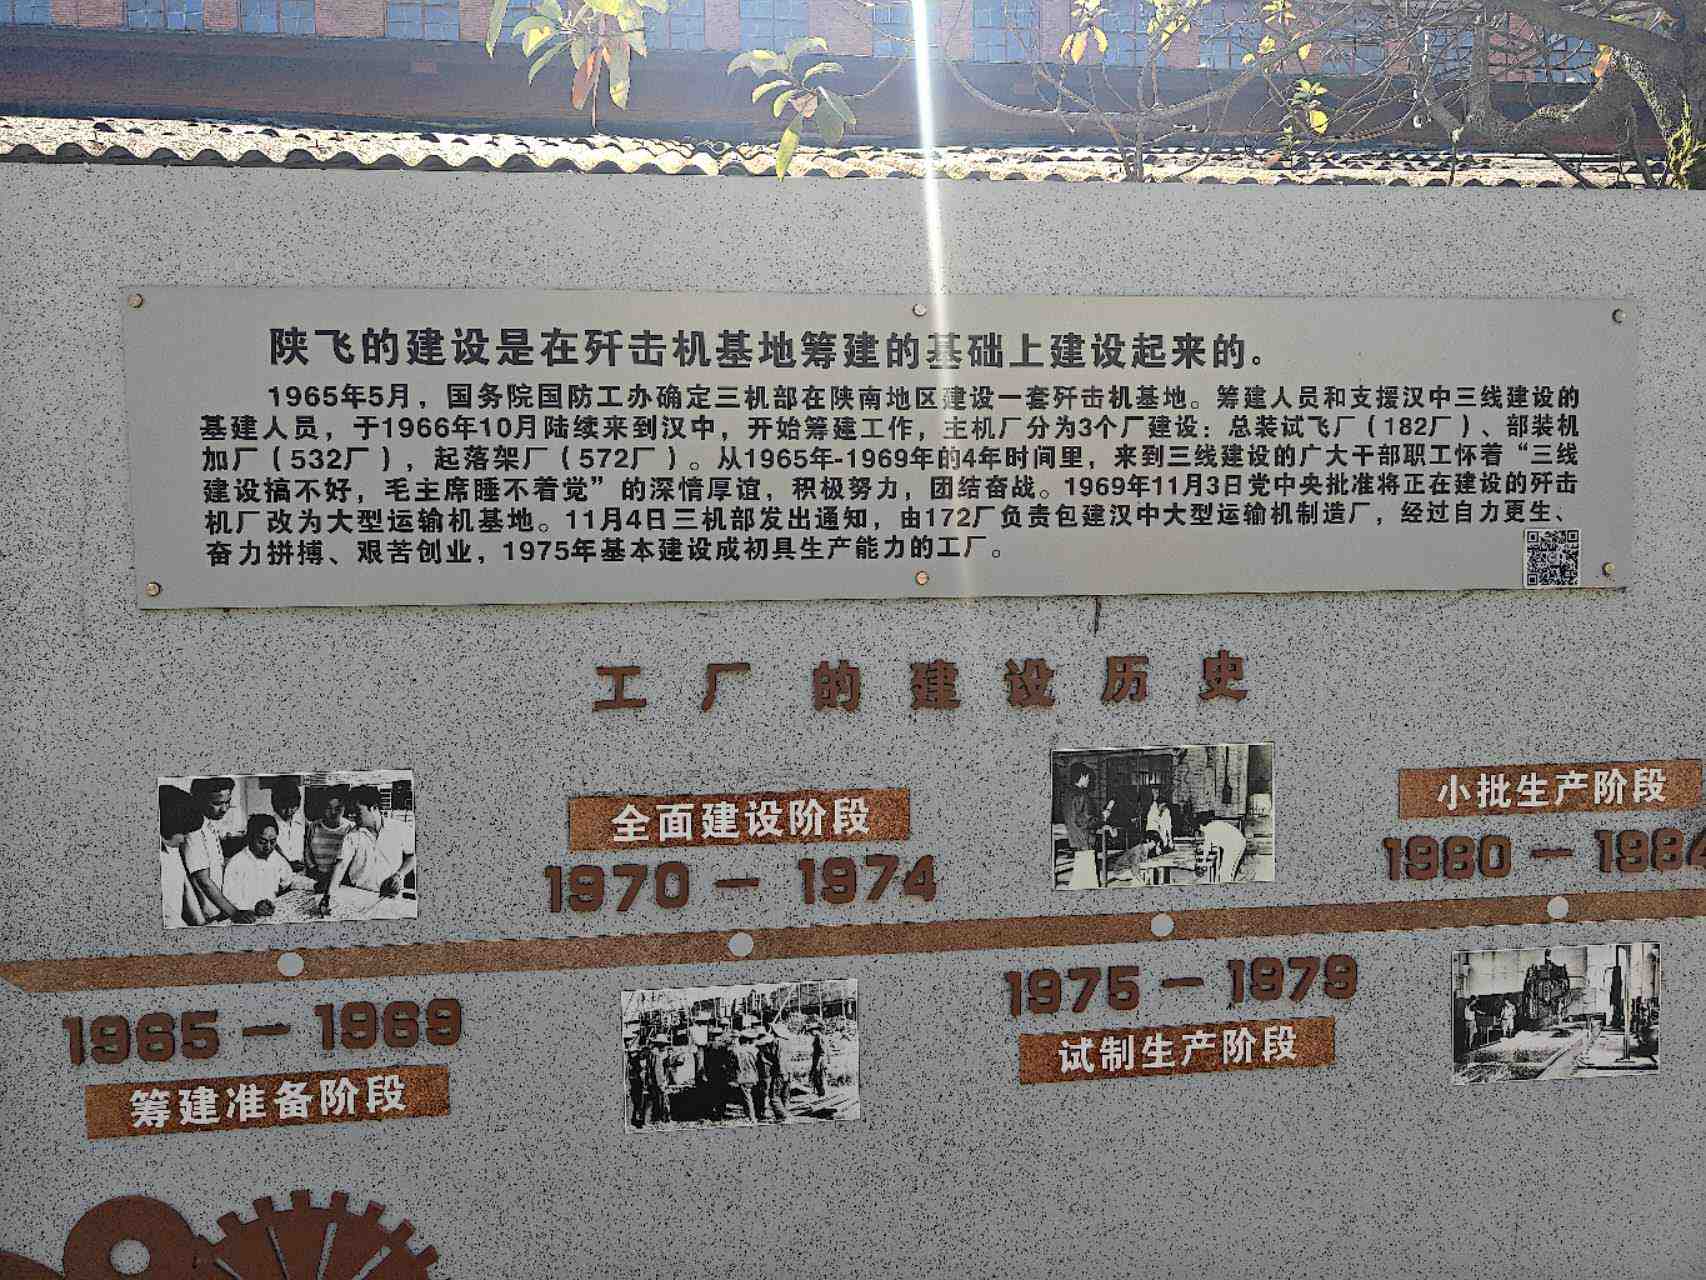 陕飞的建设是在歼击机基地筹建的基础上建设起来的。
1965年5月，国务院国防工办确定三机部在陕南地区建设一套歼击机基地。筹建人员和支援汉中三线建设的
基建人员，于1966年10月陆续来到汉中，开始筹建工作，主机厂分为3个厂建设：总装试飞厂（182厂）、部装机
加厂（532厂），起落架厂（572厂）。从1965年-1969年的4年时间里，来到三线建设的广大干部职工怀着“三线
建设搞不好，毛主席睡不着觉”的深情厚谊，积极努力，团结奋战。1969年11月3日党中央批准将正在建设的歼击
机厂改为大型运输机基地。11月4日三机部发出通知，由172厂负责包建汉中大型运输机制造厂，经过自力更生、
奋力拼搏、艰苦创业，1975年基本建设成初具生产能力的工厂。
工厂的建设历史
全面建设阶段
1970－1974
小批生产阶段
1980－1984
1965－1969
筹建准备阶段
1975－1979
试制生产阶段